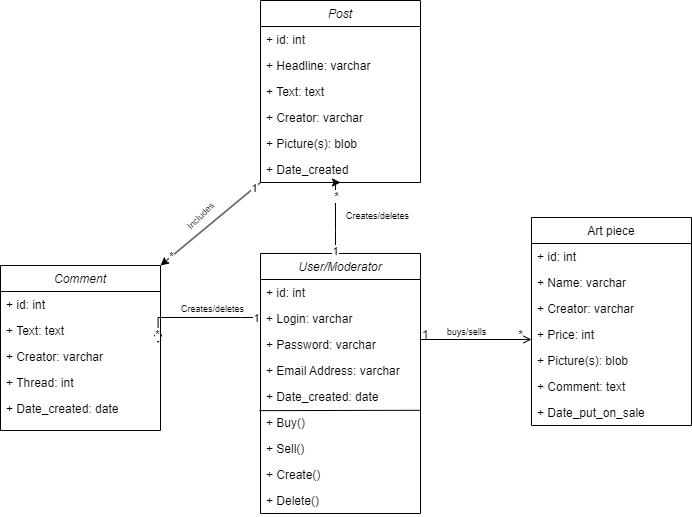 Post
+ id: int
+ Headline: varchar
+ Text: text
+ Creator: varchar
+ Picture(s): blob
+ Date_created
1
*
Includes
*
Creates/deletes
1
Comment
+ id: int
+ Text: text
+ Creator: varchar
+ Thread: int
+ Date_created: date
Creates/deletes
*
1
User/Moderator
+ id: int
+ Login: varchar
+ Password: varchar
+ Email Address: varchar
+ Date_created: date
+ Buy()
+ Sell()
+ Create()
+ Delete()
1
buys/sells
*
Art piece
+ id: int
+ Name: varchar
+ Creator: varchar
+ Price: int
+ Picture(s): blob
+ Comment: text
+ Date_put_on_sale